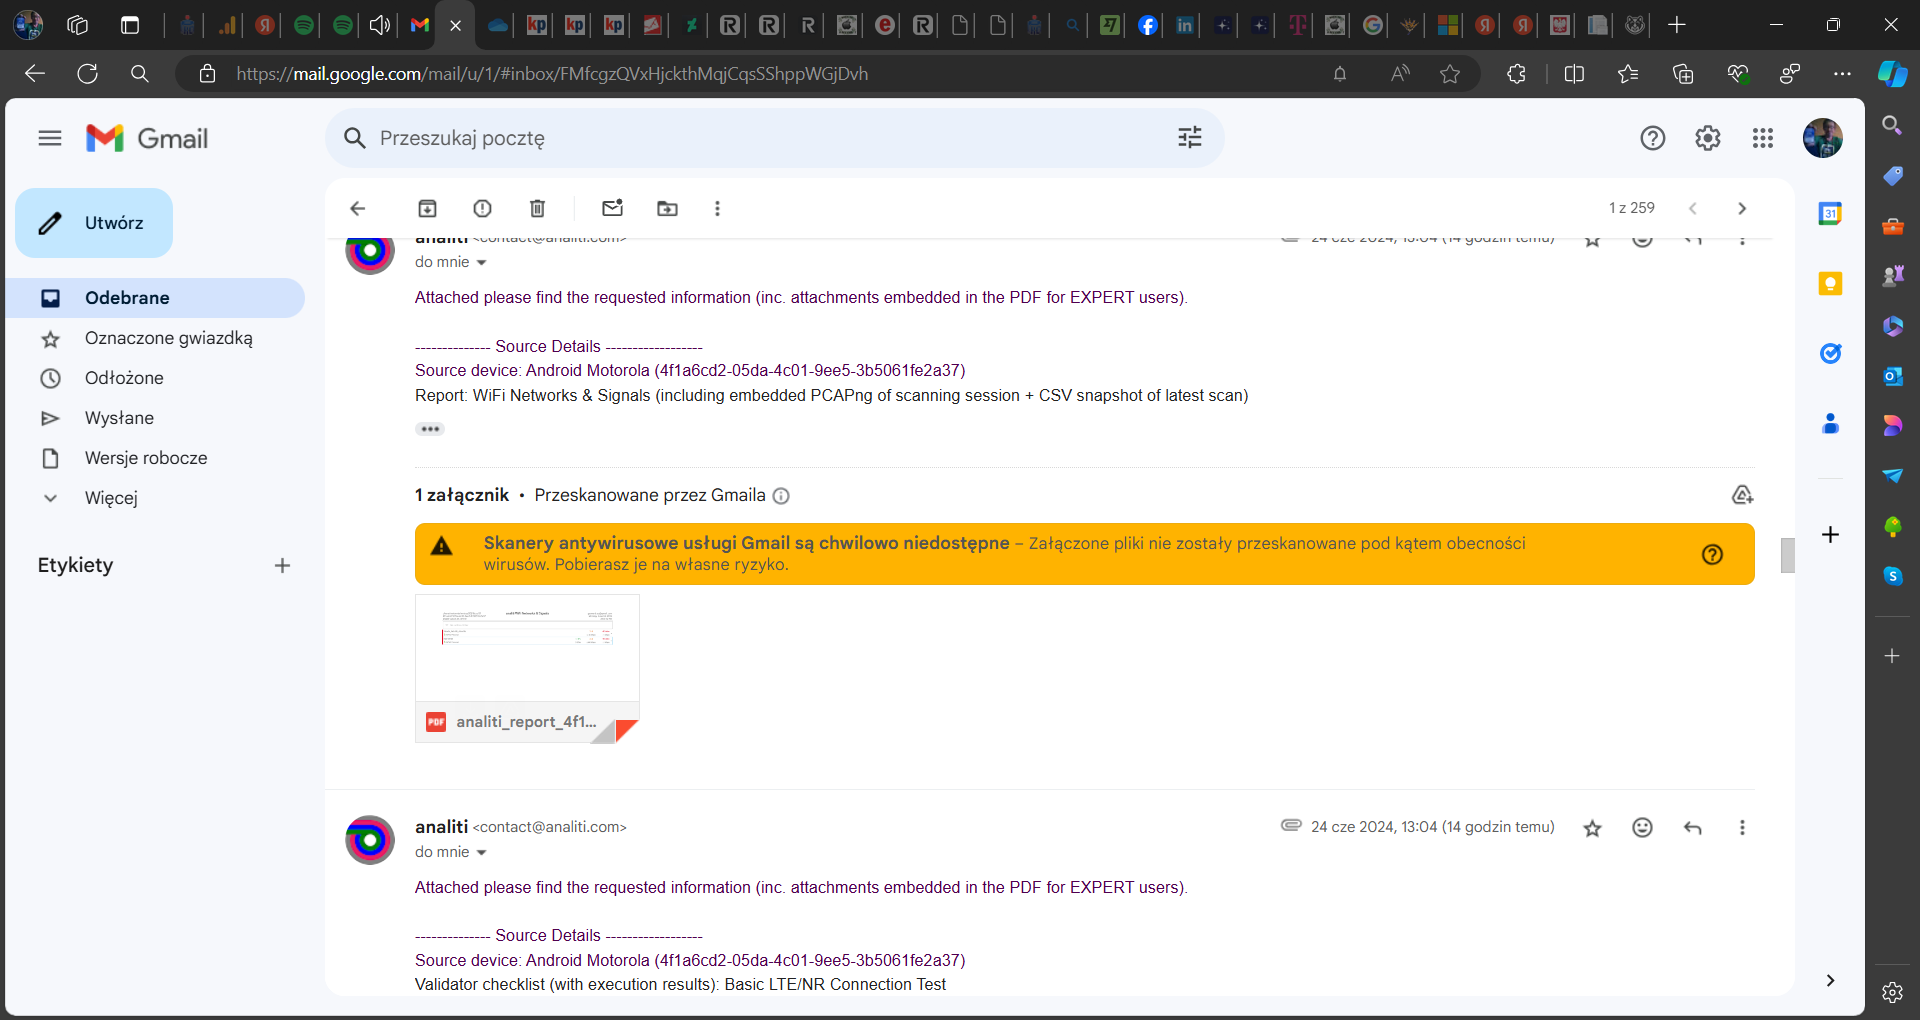 https://mail.google.com/mail/u/1/#inbox/FMfcgzQVxHjckthMqjCqsSShppWGjDvh
Gmail
Przeszukaj pocztę
Utwórz
Odebrane
Oznaczone gwiazdką
Odłożone
Wysłane
Wersje robocze
Więcej
Etykiety
1 z 259
analiti <contact@analiti.com>
24 cze 2024, 13:04 (14 godzin temu)
do mnie
Attached please find the requested information (inc. attachments embedded in the PDF for EXPERT users).
-------------- Source Details ------------------
Source device: Android Motorola (4f1a6cd2-05da-4c01-9ee5-3b5061fe2a37)
Report: WiFi Networks & Signals (including embedded PCAPng of scanning session + CSV snapshot of latest scan)
1 załącznik • Przeskanowane przez Gmaila
Skanery antywirusowe usługi Gmail są chwilowo niedostępne – Załączone pliki nie zostały przeskanowane pod kątem obecności
wirusów. Pobierasz je na własne ryzyko.
PDF analiti_report_4f1...
analiti <contact@analiti.com>
24 cze 2024, 13:04 (14 godzin temu)
do mnie
Attached please find the requested information (inc. attachments embedded in the PDF for EXPERT users).
-------------- Source Details ------------------
Source device: Android Motorola (4f1a6cd2-05da-4c01-9ee5-3b5061fe2a37)
Validator checklist (with execution results): Basic LTE/NR Connection Test